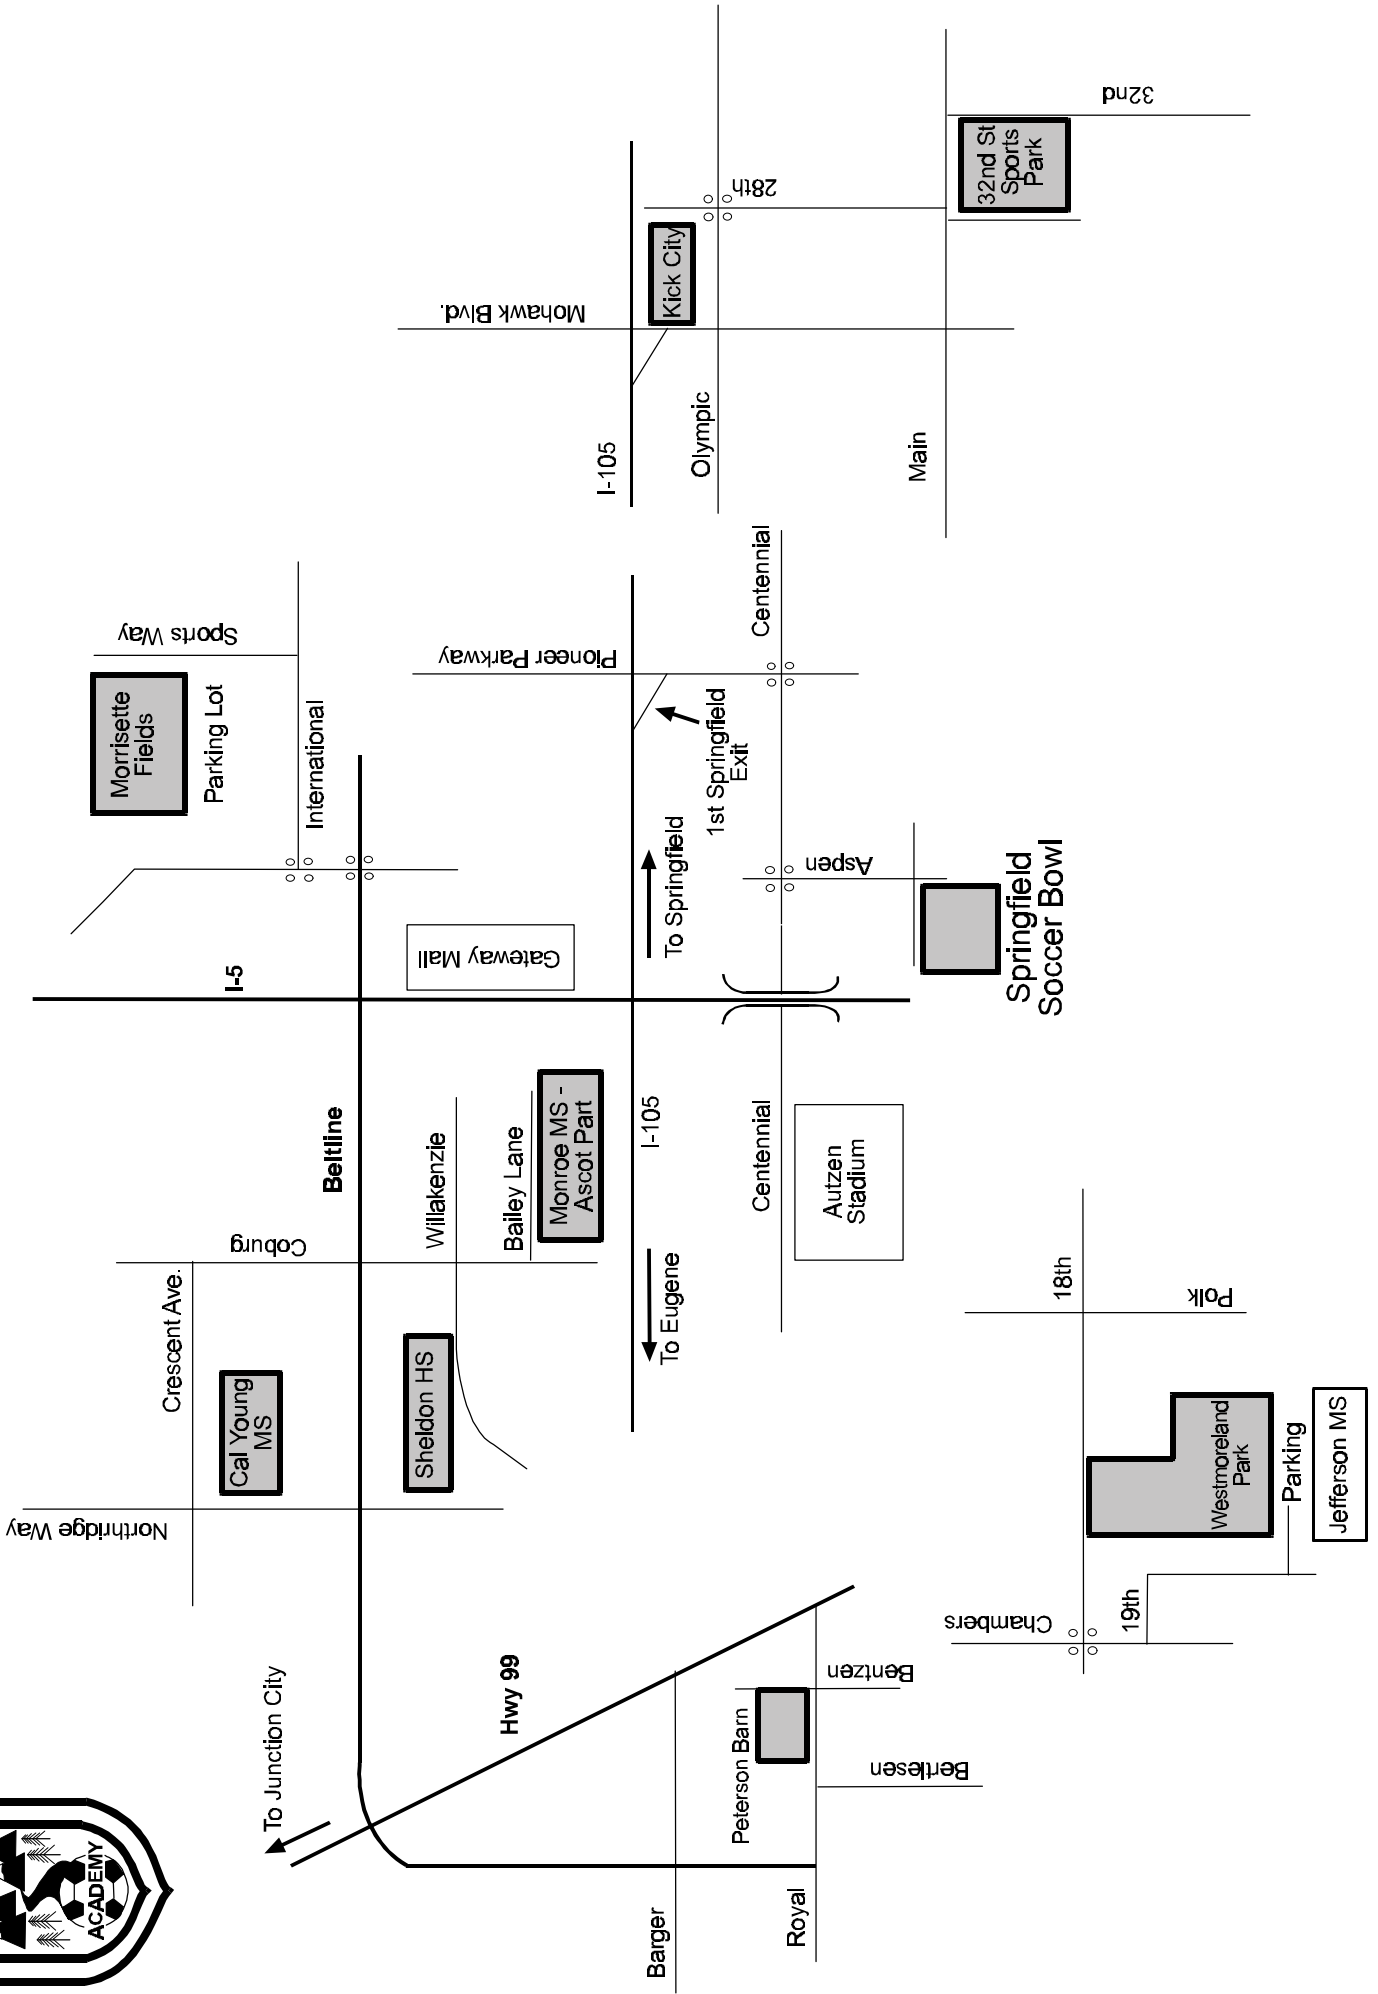 ACADEMY
To Junction City
Hwy 99
Barger
Royal
Peterson Barn
Bertlesen
Bentzen
Northridge Way
Crescent Ave.
Cal Young
MS
Sheldon HS
Coburg
Beltline
Willakenzie
Bailey Lane
Monroe MS -
Ascot Part
I-5
Gateway Mall
I-105
To Eugene
To Springfield
Centennial
Autzen
Stadium
Chambers
19th
18th
Polk
Westmoreland
Park
Parking
Jefferson MS
Morrisette
Fields
Parking Lot
Sports Way
International
Pioneer Parkway
1st Springfield
Exit
Centennial
Aspen
Springfield
Soccer Bowl
I-105
Mohawk Blvd.
Kick City
Olympic
28th
Main
32nd St
Sports
Park
32nd